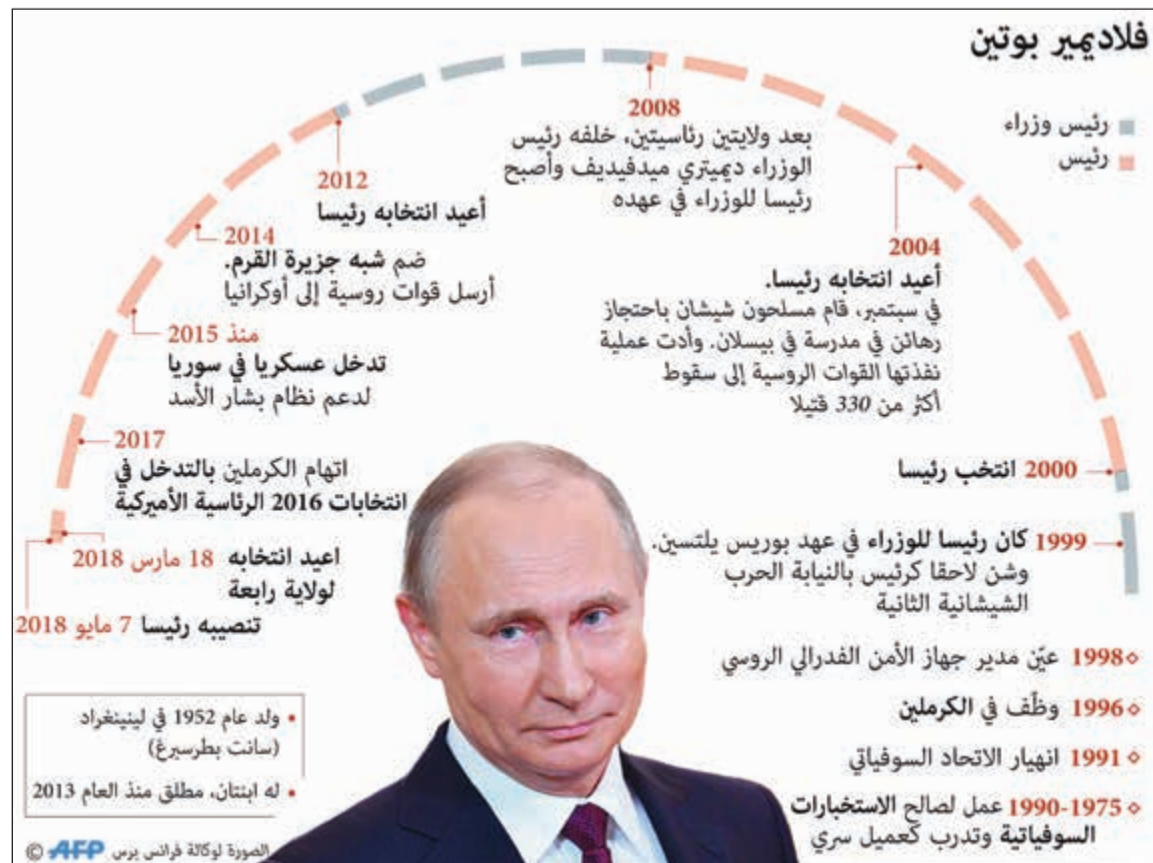 فلاديمير بوتين
رئيس وزراء
رئيس
1990-1975 عمل لصالح الاستخبارات
السوفياتية وتدرب كعميل سري
1991 انهيار الاتحاد السوفياتي
1996 وظّف في الكرملين
1998 عيّن مدير جهاز الأمن الفدرالي الروسي
1999 كان رئيسا للوزراء في عهد بوريس يلتسين.
وشن لاحقا كرئيس بالنيابة الحرب
الشيشانية الثانية
2000 انتخب رئيسا
2004
أعيد انتخابه رئيسا.
في سبتمبر، قام مسلحون شيشان باحتجاز
رهائن في مدرسة في بيسلان. وأدت عملية
نفذتها القوات الروسية إلى سقوط
أكثر من 330 قتيلا
2008
بعد ولايتين رئاسيتين، خلفه رئيس
الوزراء ديميتري ميدفيديف وأصبح
رئيسا للوزراء في عهده
2012
أعيد انتخابه رئيسا
2014
ضم شبه جزيرة القرم.
أرسل قوات روسية إلى أوكرانيا
منذ 2015
تدخل عسكريا في سوريا
لدعم نظام بشار الأسد
2017
اتهام الكرملين بالتدخل في
انتخابات 2016 الرئاسية الأميركية
18 مارس 2018 اعيد انتخابه
لولاية رابعة
7 مايو 2018 تنصيبه رئيسا
• ولد عام 1952 في لينينغراد
(سانت بطرسبرغ)
• له ابنتان، مطلق منذ العام 2013
الصورة لوكالة فرانس برس AFP ©